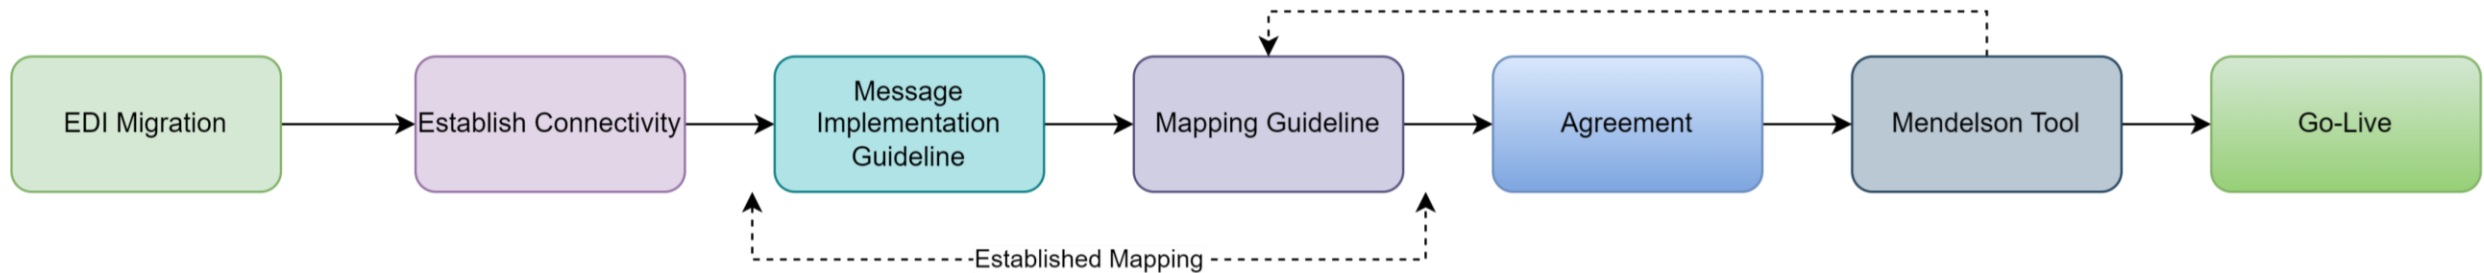 EDI Migration
Establish Connectivity
Message
Implementation
Guideline
Mapping Guideline
Agreement
Mendelson Tool
Go-Live
Established Mapping